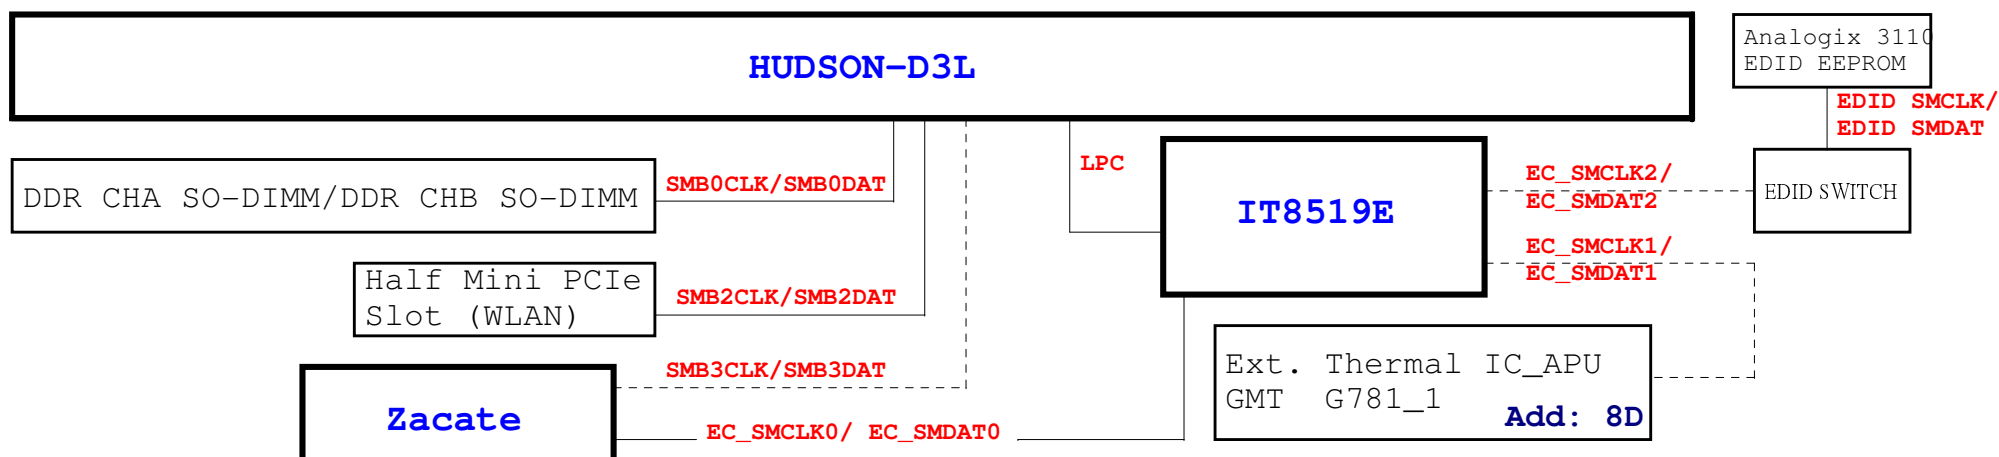 HUDSON-D3L
Analogix 3110
EDID EEPROM
EDID SMCLK/
EDID SMDAT
DDR CHA SO-DIMM/DDR CHB SO-DIMM
SMB0CLK/SMB0DAT
LPC
IT8519E
EC_SMCLK2/
EC_SMDAT2
EDID SWITCH
EC_SMCLK1/
EC_SMDAT1
Half Mini PCIe
Slot (WLAN)
SMB2CLK/SMB2DAT
SMB3CLK/SMB3DAT
Ext. Thermal IC_APU
GMT G781_1
Add: 8D
Zacate
EC_SMCLK0/ EC_SMDAT0